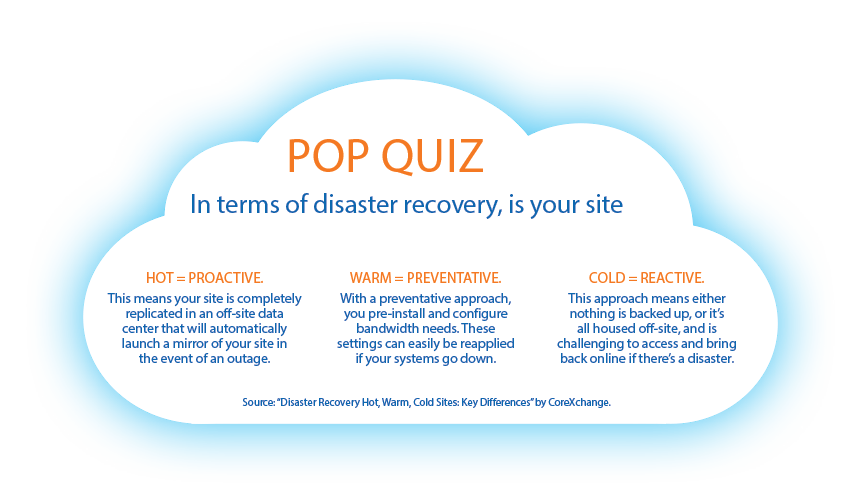 POP QUIZ
In terms of disaster recovery, is your site
HOT = PROACTIVE.
This means your site is completely
replicated in an off-site data
center that will automatically
launch a mirror of your site in
the event of an outage.
WARM = PREVENTATIVE.
With a preventative approach,
you pre-install and configure
bandwidth needs. These
settings can easily be reapplied
if your systems go down.
COLD = REACTIVE.
This approach means either
nothing is backed up, or it’s
all housed off-site, and is
challenging to access and bring
back online if there’s a disaster.
Source: “Disaster Recovery Hot, Warm, Cold Sites: Key Differences” by CoreXchange.